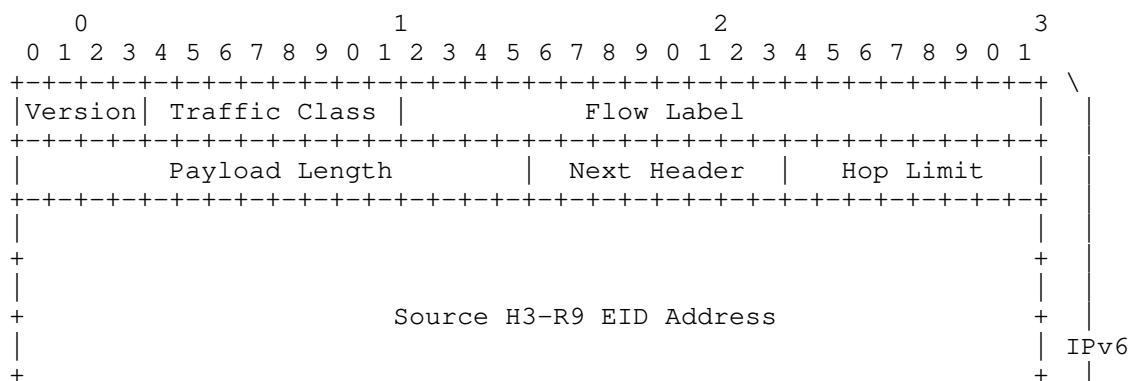 0                   1                   2                   3
 0 1 2 3 4 5 6 7 8 9 0 1 2 3 4 5 6 7 8 9 0 1 2 3 4 5 6 7 8 9 0 1
+-+-+-+-+-+-+-+-+-+-+-+-+-+-+-+-+-+-+-+-+-+-+-+-+-+-+-+-+-+-+-+-+ \
|Version| Traffic Class |           Flow Label                  |  |
+-+-+-+-+-+-+-+-+-+-+-+-+-+-+-+-+-+-+-+-+-+-+-+-+-+-+-+-+-+-+-+-+  |
|         Payload Length        |  Next Header  |   Hop Limit   |  |
+-+-+-+-+-+-+-+-+-+-+-+-+-+-+-+-+-+-+-+-+-+-+-+-+-+-+-+-+-+-+-+-+  |
|                                                               |  |
+                                                               +  |
|                                                               |  |
+                       Source H3-R9 EID Address                +  |
|                                                               | IPv6
+                                                               +  |